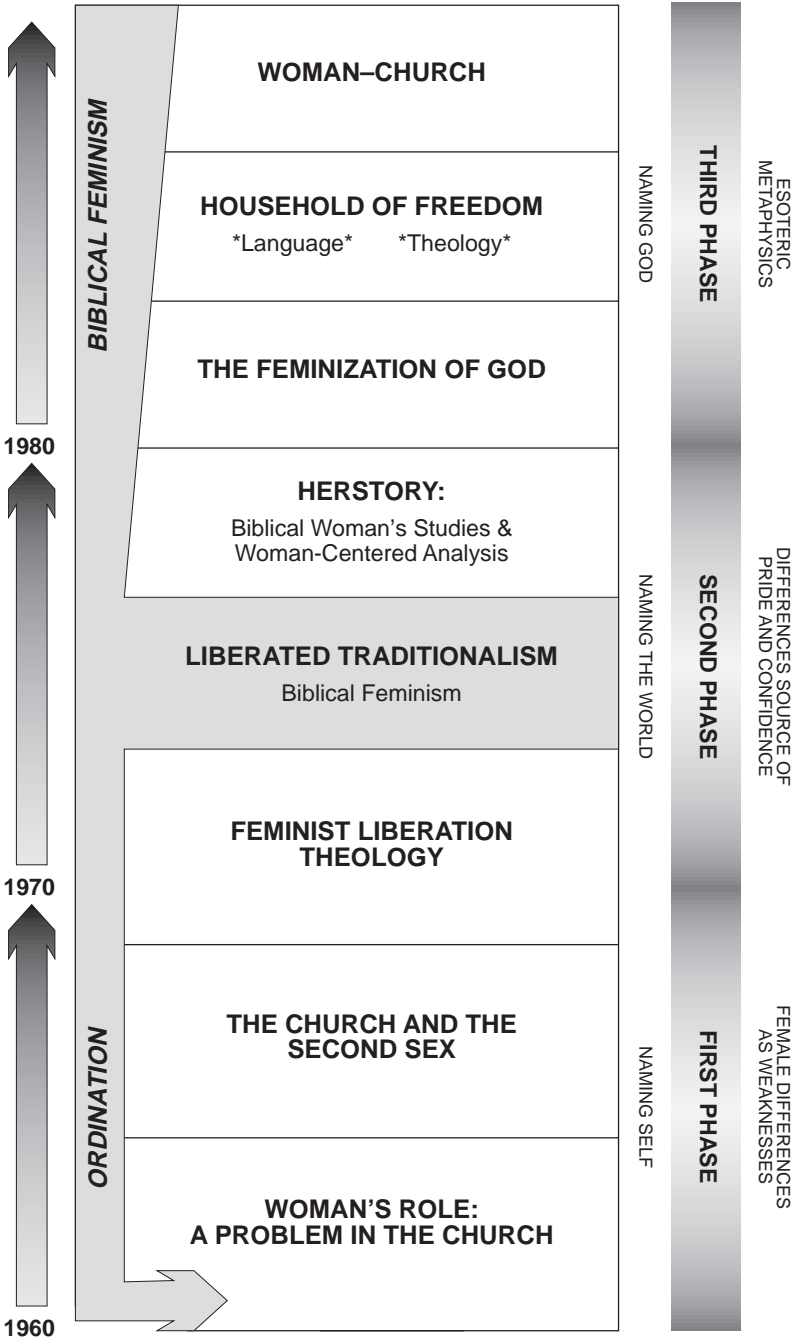 WOMAN–CHURCH
HOUSEHOLD OF FREEDOM
*Language* *Theology*
THE FEMINIZATION OF GOD
HERSTORY:
Biblical Woman's Studies &
Woman-Centered Analysis
LIBERATED TRADITIONALISM
Biblical Feminism
FEMINIST LIBERATION
THEOLOGY
THE CHURCH AND THE
SECOND SEX
WOMAN'S ROLE:
A PROBLEM IN THE CHURCH
BIBLICAL FEMINISM
ORDINATION
1980
1970
1960
NAMING GOD
NAMING THE WORLD
NAMING SELF
THIRD PHASE
SECOND PHASE
FIRST PHASE
ESOTERIC
METAPHYSICS
DIFFERENCES SOURCE OF
PRIDE AND CONFIDENCE
FEMALE DIFFERENCES
AS WEAKNESSES